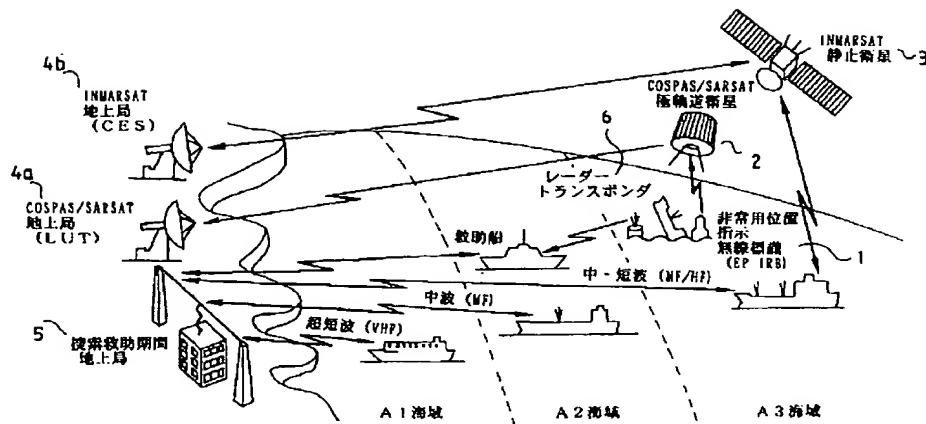 4b
INMARSAT
地上局
(CES)
INMARSAT
静止衛星
3
COSPAS/SARSAT
極軌道衛星
6
2
レーダー
トランスポンダ
4a
COSPAS/SARSAT
地上局
(LUT)
救助船
非常用位置
指示
無線標識
(EPIRB)
1
中-短波 (MF/HF)
中波 (MF)
超短波 (VHF)
5
捜索救助期間
地上局
A1海域
A2海域
A3海域